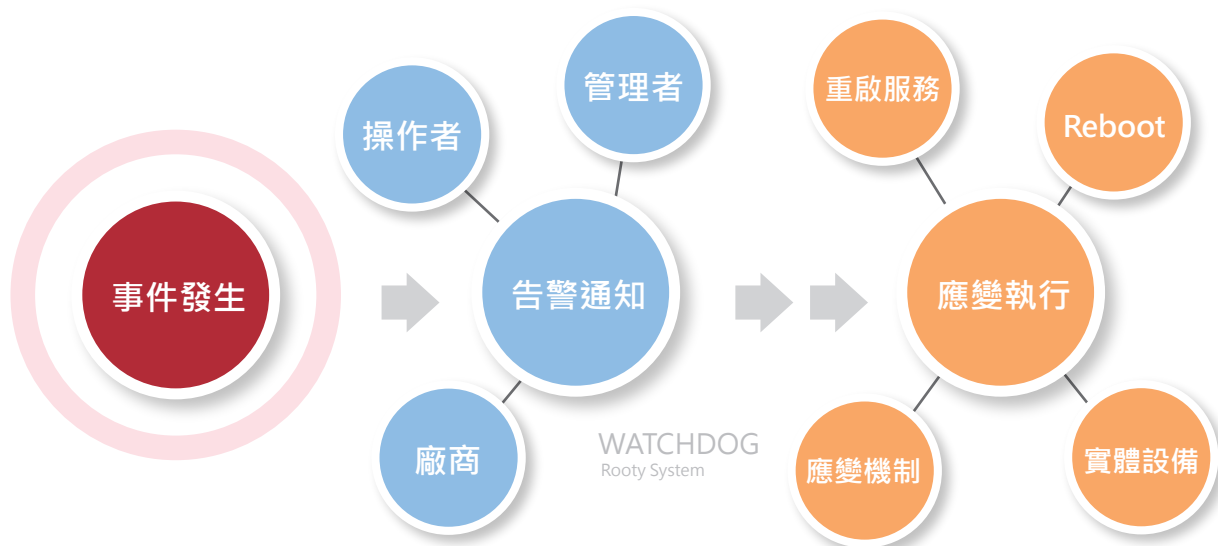 事件發生
操作者
管理者
告警通知
廠商
WATCHDOG
Rooty System
重啟服務
Reboot
應變執行
應變機制
實體設備